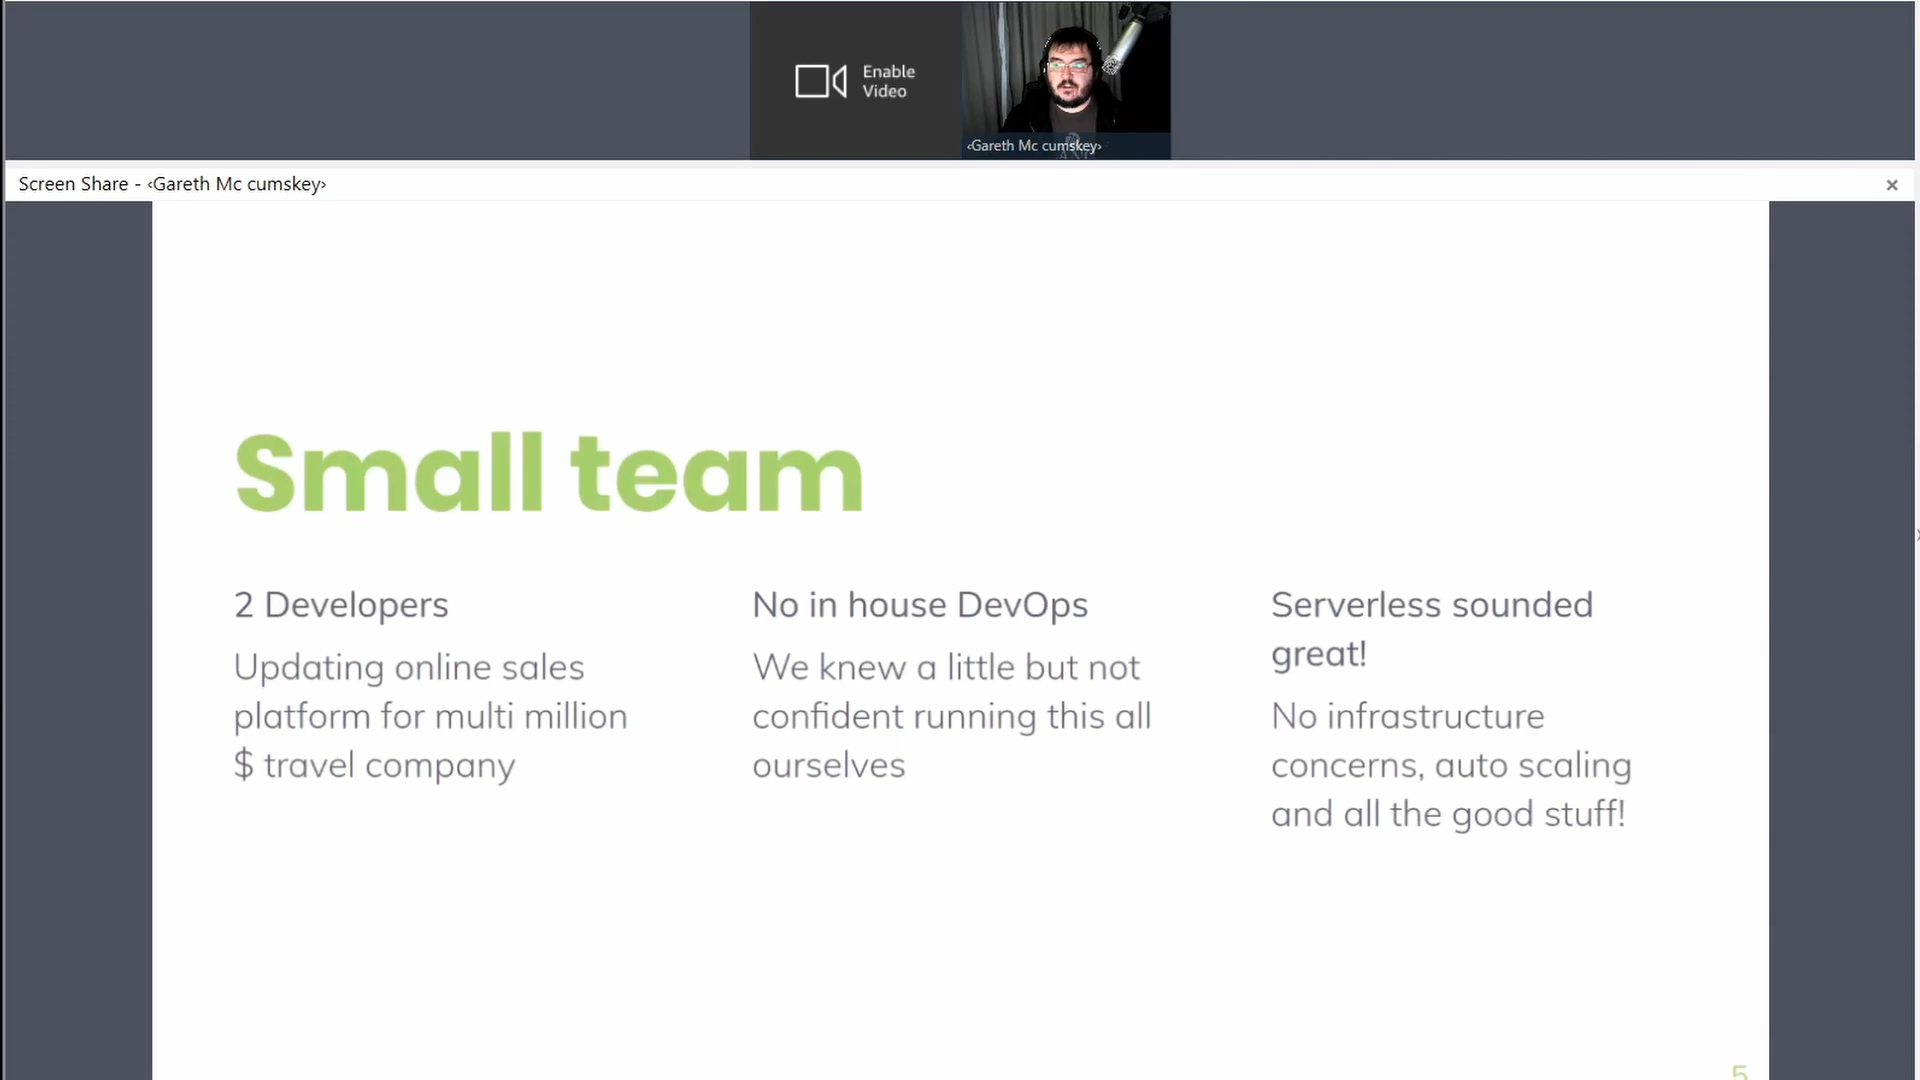 Enable
Video
‹Gareth Mc cumskey›
Screen Share - ‹Gareth Mc cumskey›
Small team
2 Developers
Updating online sales
platform for multi million
$ travel company
No in house DevOps
We knew a little but not
confident running this all
ourselves
Serverless sounded
great!
No infrastructure
concerns, auto scaling
and all the good stuff!
5